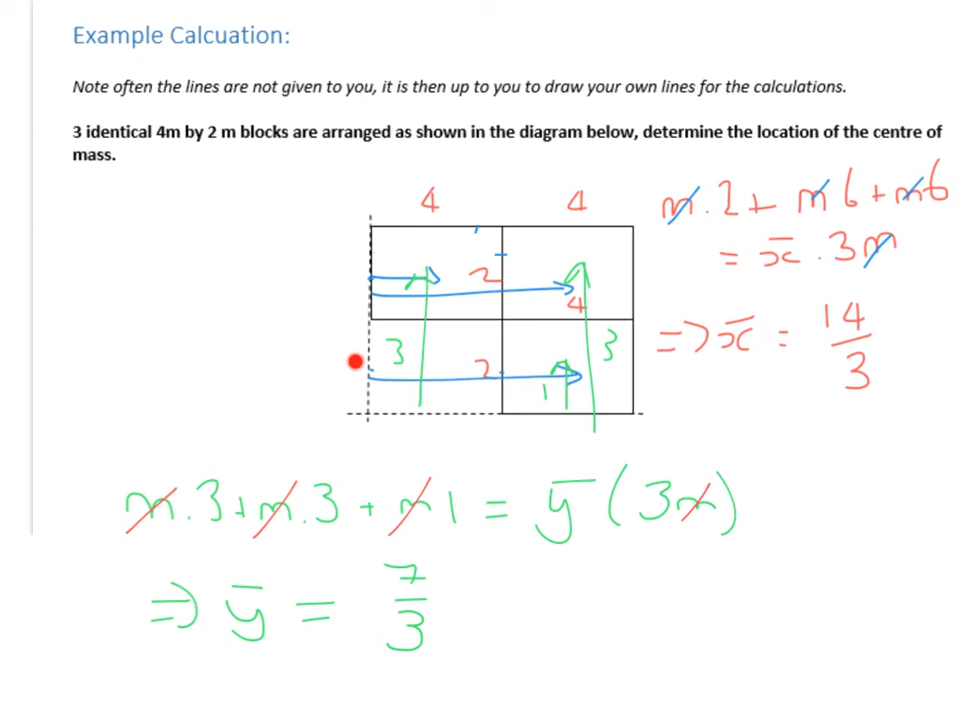 Example Calcuation:
Note often the lines are not given to you, it is then up to you to draw your own lines for the calculations.
3 identical 4m by 2 m blocks are arranged as shown in the diagram below, determine the location of the centre of
mass.
4 4
m.2 + m6 + m6
= x̄ . 3m
2
4
3 3
2
1
=> x̄ = 14/3
m.3 + m.3 + m1 = ȳ (3m)
=> ȳ = 7/3